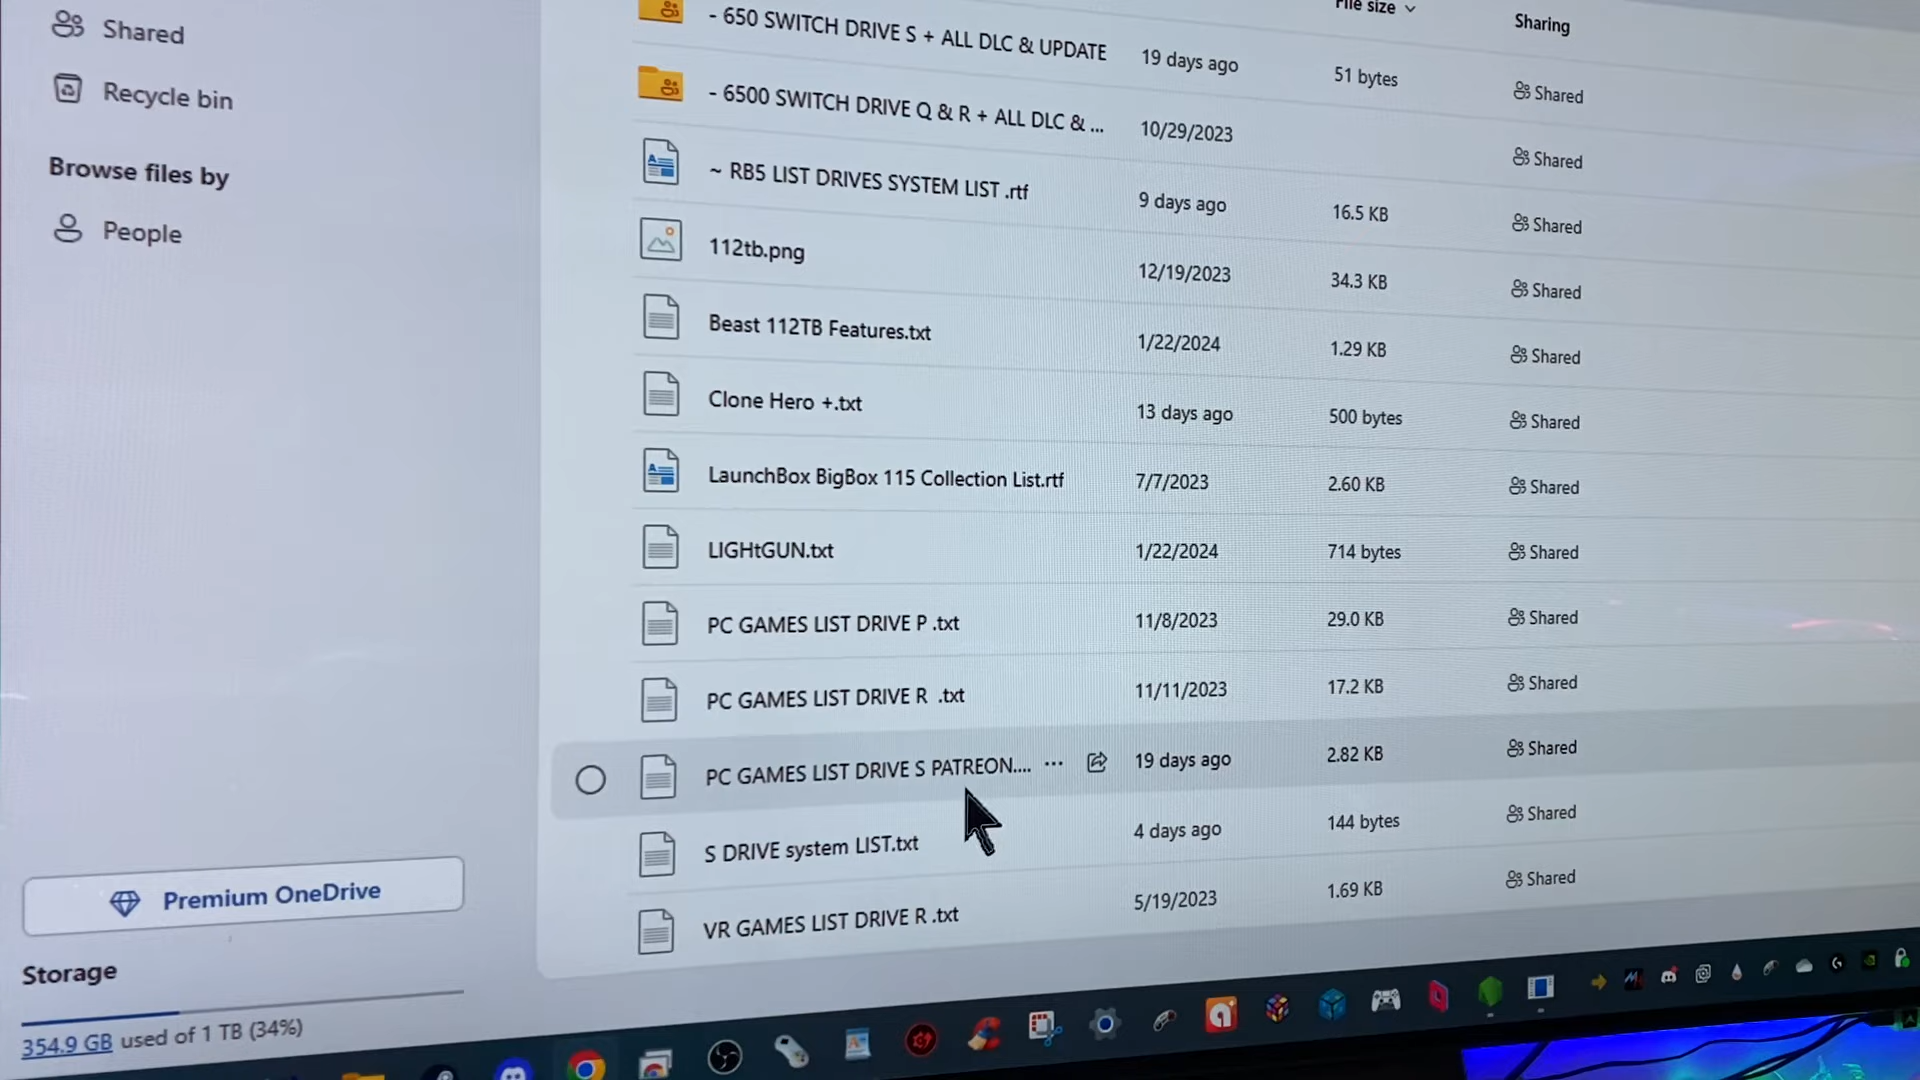 Shared
Recycle bin
Browse files by
People
Premium OneDrive
Storage
354.9 GB used of 1 TB (34%)
File size
Sharing
- 650 SWITCH DRIVE S + ALL DLC & UPDATE 19 days ago 51 bytes Shared
- 6500 SWITCH DRIVE Q & R + ALL DLC & ... 10/29/2023 Shared
~ RB5 LIST DRIVES SYSTEM LIST .rtf 9 days ago 16.5 KB Shared
112tb.png 12/19/2023 34.3 KB Shared
Beast 112TB Features.txt 1/22/2024 1.29 KB Shared
Clone Hero +.txt 13 days ago 500 bytes Shared
LaunchBox BigBox 115 Collection List.rtf 7/7/2023 2.60 KB Shared
LIGHtGUN.txt 1/22/2024 714 bytes Shared
PC GAMES LIST DRIVE P .txt 11/8/2023 29.0 KB Shared
PC GAMES LIST DRIVE R .txt 11/11/2023 17.2 KB Shared
PC GAMES LIST DRIVE S PATREON.... 19 days ago 2.82 KB Shared
S DRIVE system LIST.txt 4 days ago 144 bytes Shared
VR GAMES LIST DRIVE R .txt 5/19/2023 1.69 KB Shared